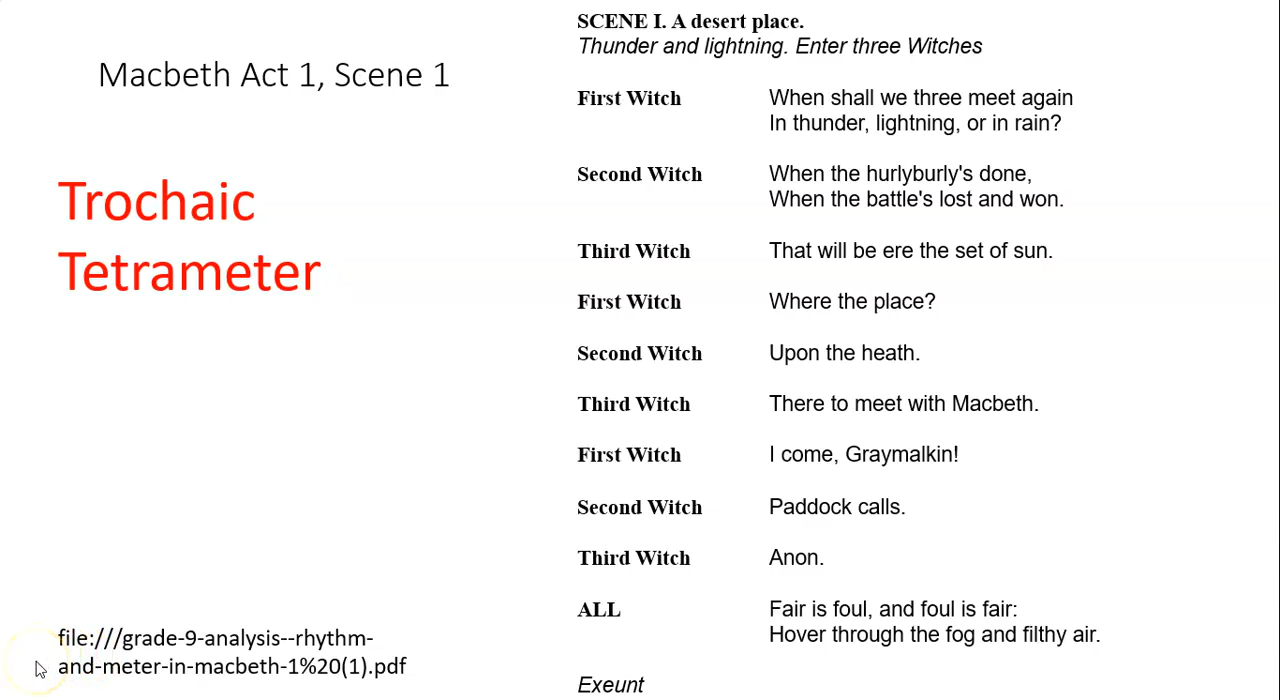 Macbeth Act 1, Scene 1
Trochaic
Tetrameter
file:///grade-9-analysis--rhythm-
and-meter-in-macbeth-1%20(1).pdf
SCENE I. A desert place.
Thunder and lightning. Enter three Witches
First Witch When shall we three meet again
In thunder, lightning, or in rain?
Second Witch When the hurlyburly's done,
When the battle's lost and won.
Third Witch That will be ere the set of sun.
First Witch Where the place?
Second Witch Upon the heath.
Third Witch There to meet with Macbeth.
First Witch I come, Graymalkin!
Second Witch Paddock calls.
Third Witch Anon.
ALL Fair is foul, and foul is fair:
Hover through the fog and filthy air.
Exeunt